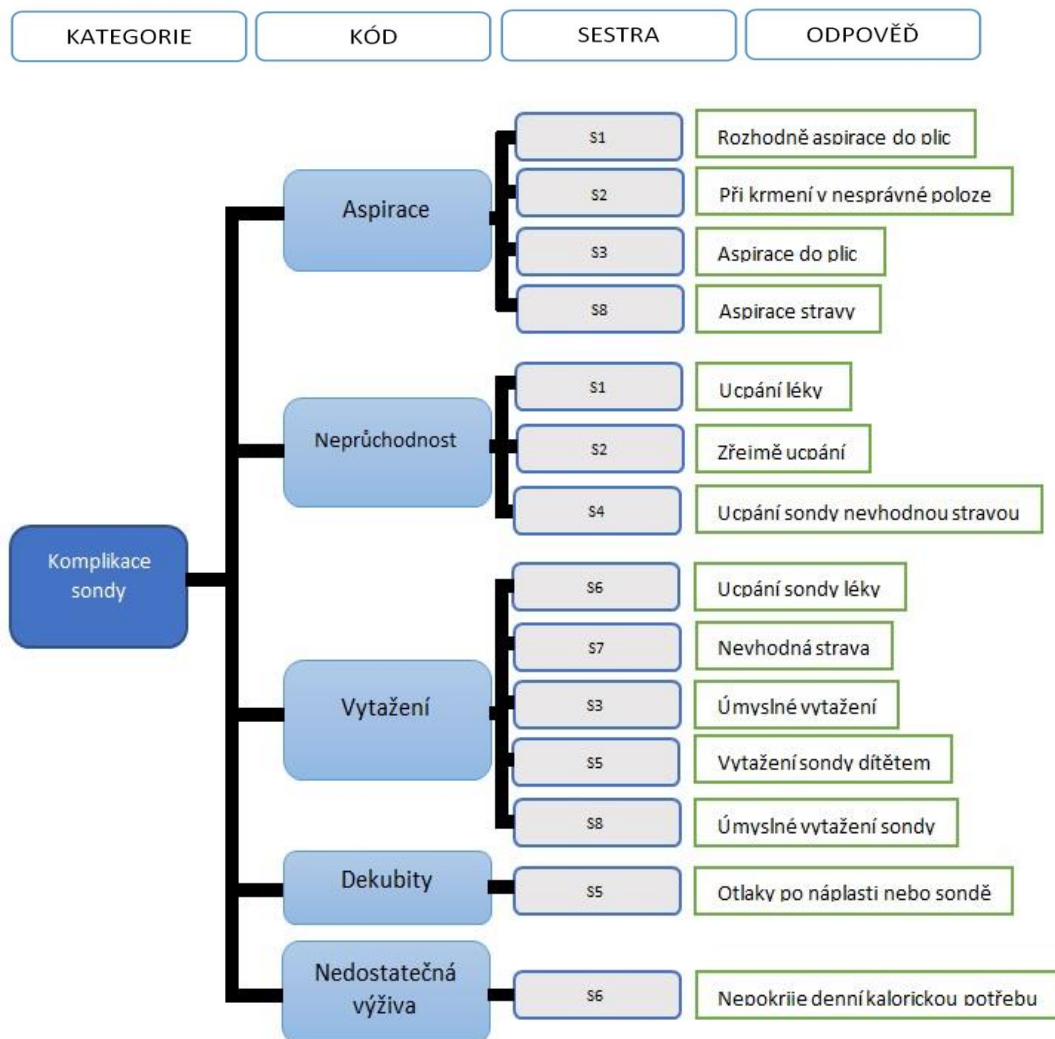 KATEGORIE
KÓD
SESTRA
ODPOVĚĎ
Komplikace
sondy
Aspirace
S1
Rozhodně aspirace do plic
S2
Při krmení v nesprávné poloze
S3
Aspirace do plic
S8
Aspirace stravy
Neprůchodnost
S1
Ucpání léky
S2
Zřejmě ucpání
S4
Ucpání sondy nevhodnou stravou
Vytažení
S6
Ucpání sondy léky
S7
Nevhodná strava
S3
Úmyslné vytažení
S5
Vytažení sondy dítětem
S8
Úmyslné vytažení sondy
Dekubity
S5
Otlaky po náplasti nebo sondě
Nedostatečná
výživa
S6
Nepokrije denní kalorickou potřebu